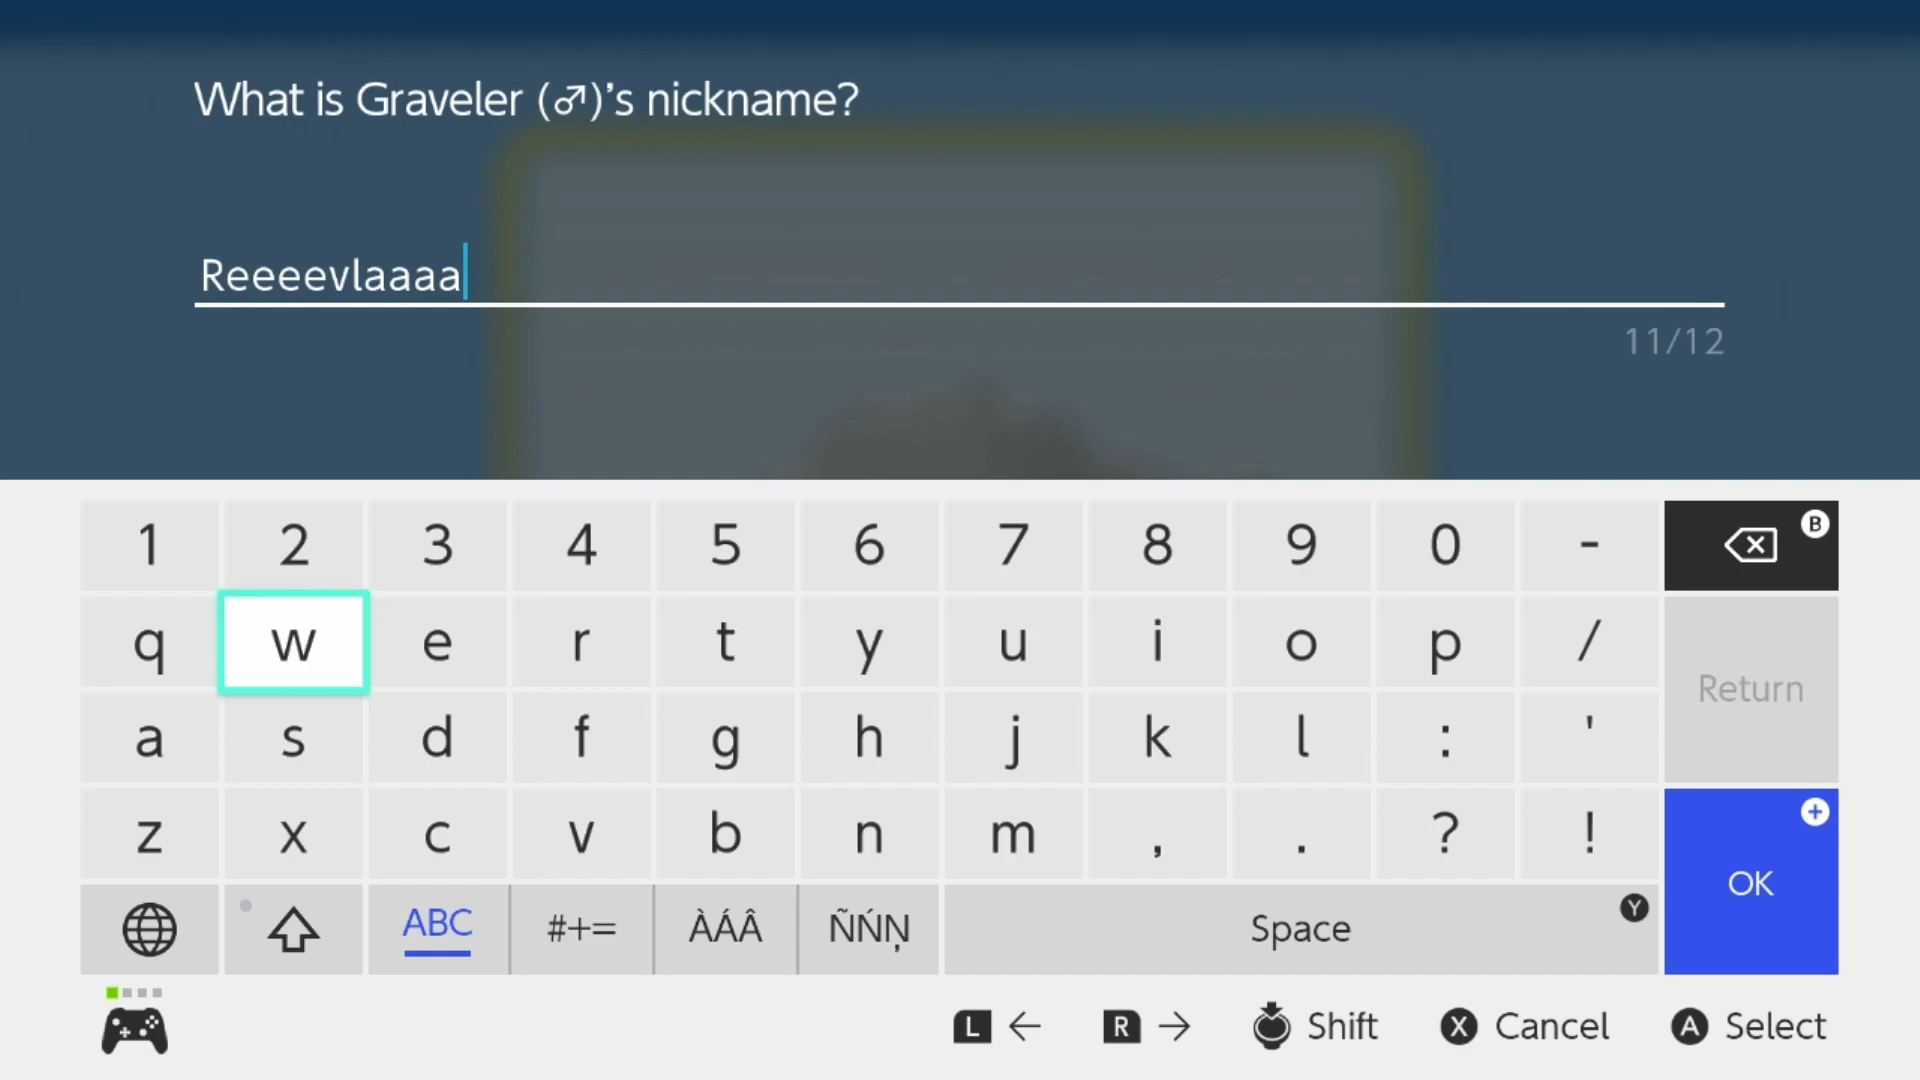 What is Graveler (♂)'s nickname?
Reeeevlaaaa
11/12
1 2 3 4 5 6 7 8 9 0 - B
q w e r t y u i o p /
Return
a s d f g h j k l : '
z x c v b n m , . ? ! +
OK
ABC #+= ÀÁÂ ÑŃŅ Space Y
L ← R → Shift X Cancel A Select